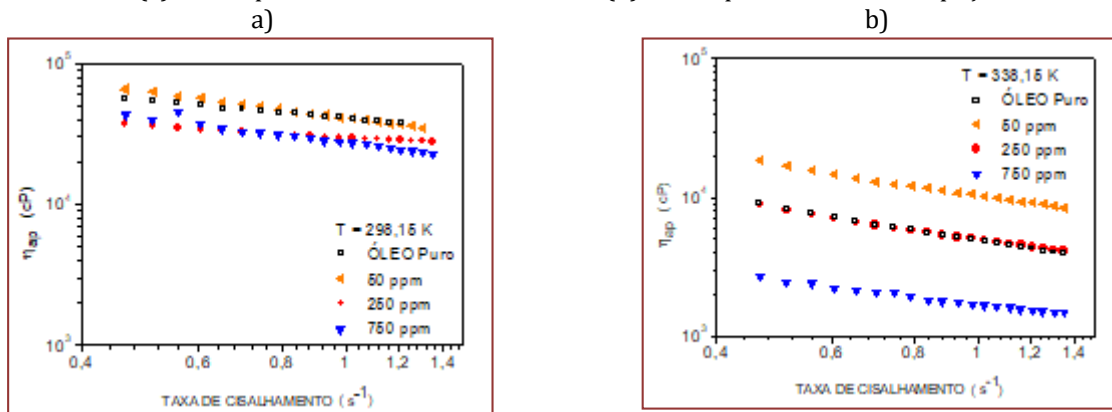 a)
b)
10⁵
10⁴
10³
ηap (cP)
T = 298,15 K
ÓLEO Puro
50 ppm
250 ppm
750 ppm
0,4
0,6
0,8
1
1,2
1,4
TAXA DE CISALHAMENTO ( s⁻¹)
10⁵
10⁴
10³
ηap (cP)
T = 338,15 K
ÓLEO Puro
50 ppm
250 ppm
750 ppm
0,4
0,6
0,8
1
1,2
1,4
TAXA DE CISALHAMENTO ( s⁻¹)